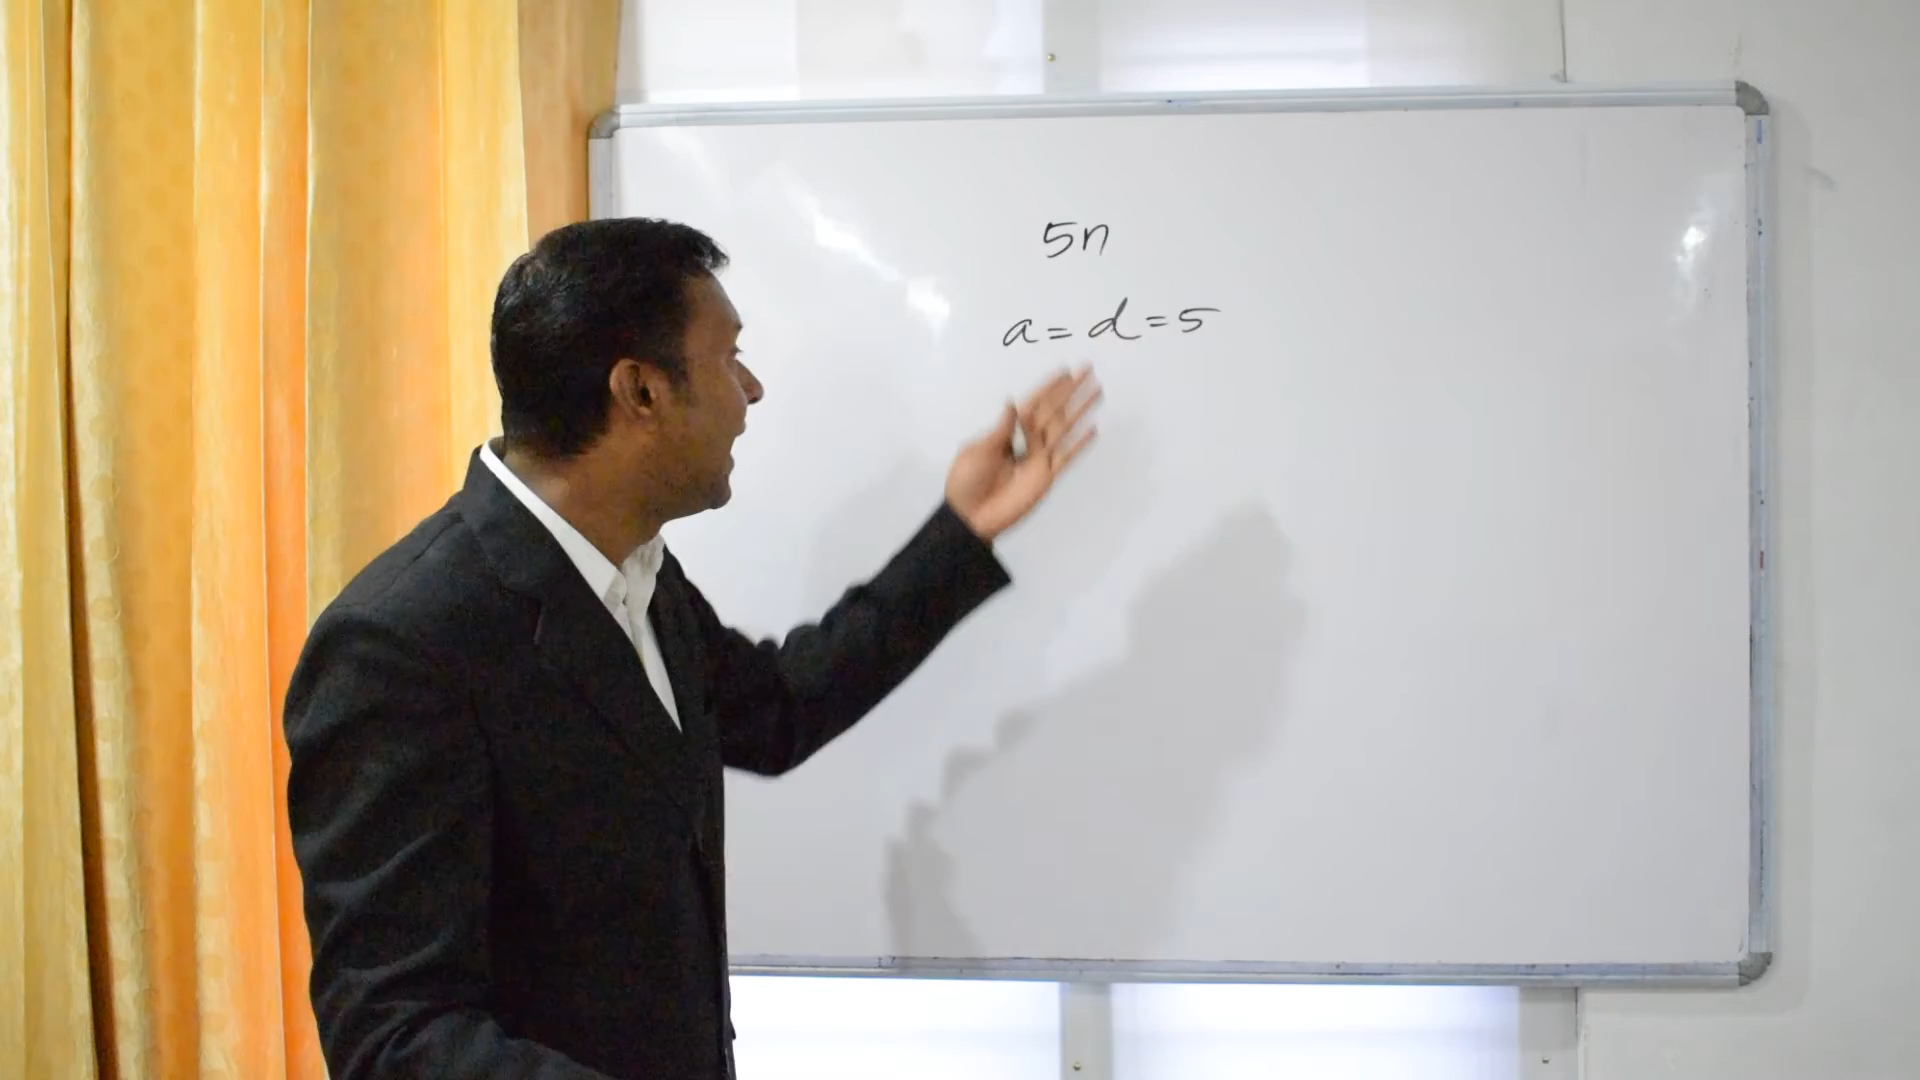 5n
a = d = 5